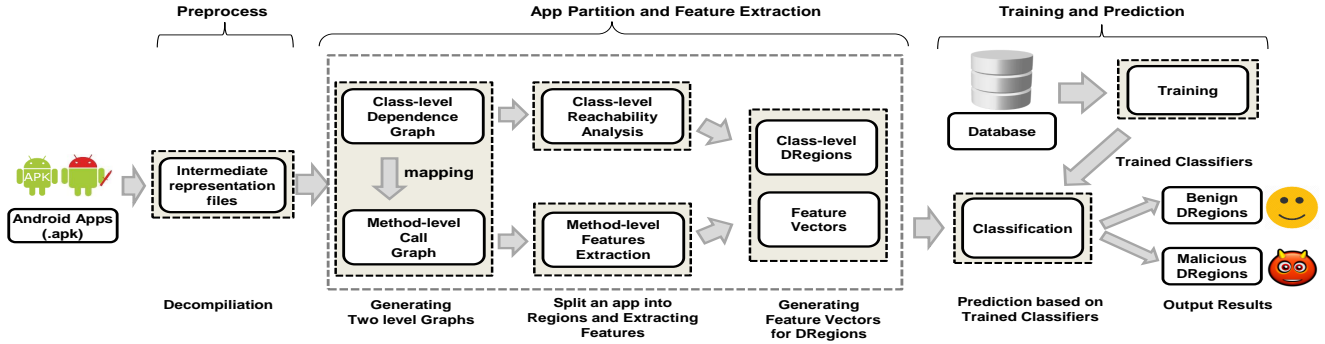 Preprocess
App Partition and Feature Extraction
Training and Prediction
APK
Android Apps
(.apk)
Intermediate
representation
files
Class-level
Dependence
Graph
mapping
Method-level
Call
Graph
Class-level
Reachability
Analysis
Method-level
Features
Extraction
Class-level
DRegions
Feature
Vectors
Database
Training
Trained Classifiers
Classification
Benign
DRegions
Malicious
DRegions
Decompiliation
Generating
Two level Graphs
Split an app into
Regions and Extracting
Features
Generating
Feature Vectors
for DRegions
Prediction based on
Trained Classifiers
Output Results